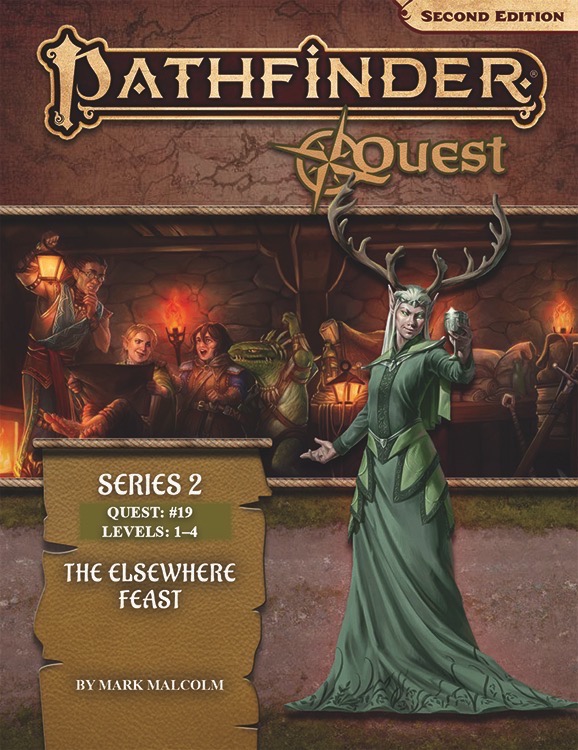 SECOND EDITION
PATHFINDER®
QUEST
SERIES 2
QUEST: #19
LEVELS: 1–4
THE ELSEWHERE
FEAST
BY MARK MALCOLM